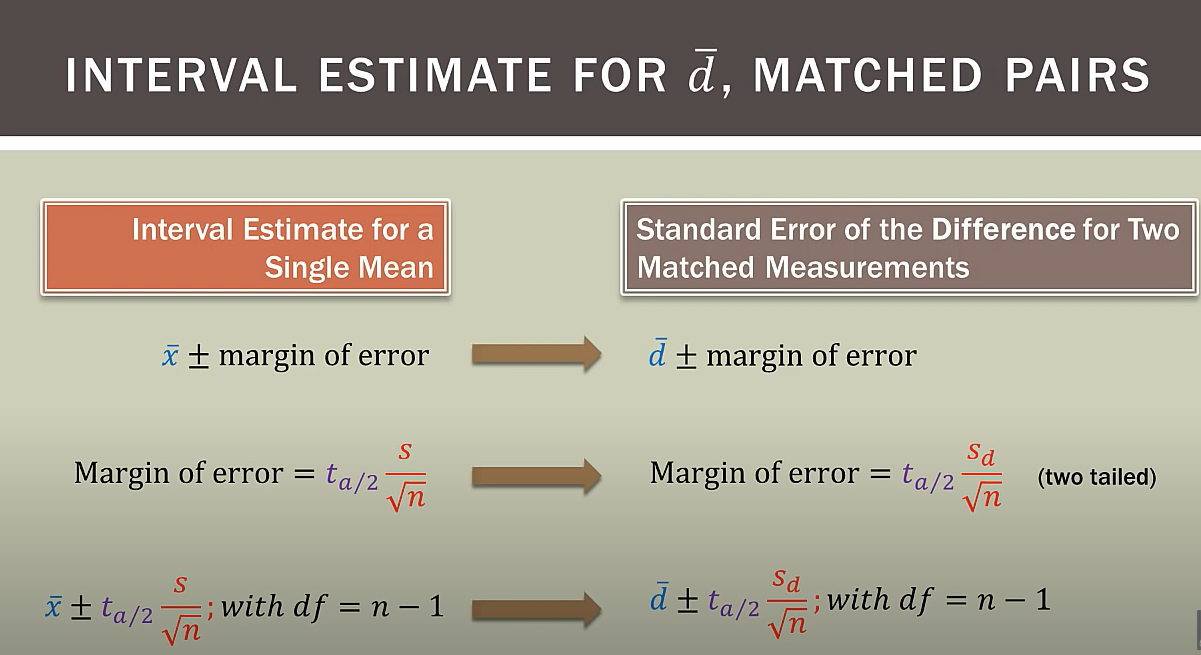 INTERVAL ESTIMATE FOR d̅, MATCHED PAIRS
Interval Estimate for a
Single Mean
Standard Error of the Difference for Two
Matched Measurements
x̅ ± margin of error
d̅ ± margin of error
Margin of error = t_{a/2} s/√n
Margin of error = t_{a/2} s_d/√n (two tailed)
x̅ ± t_{a/2} s/√n ; with df = n − 1
d̅ ± t_{a/2} s_d/√n ; with df = n − 1